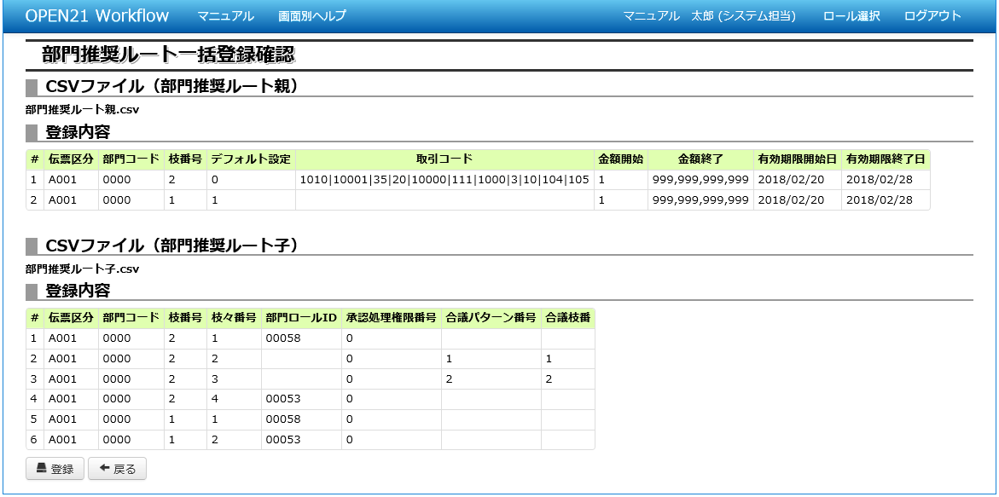 OPEN21 Workflow マニュアル 画面別ヘルプ マニュアル 太郎 (システム担当) ロール選択 ログアウト
部門推奨ルート一括登録確認
CSVファイル（部門推奨ルート親）
部門推奨ルート親.csv
登録内容
# 伝票区分 部門コード 枝番号 デフォルト設定 取引コード 金額開始 金額終了 有効期限開始日 有効期限終了日
1 A001 0000 2 0 1010|10001|35|20|10000|111|1000|3|10|104|105 1 999,999,999,999 2018/02/20 2018/02/28
2 A001 0000 1 1 1 999,999,999,999 2018/02/20 2018/02/28
CSVファイル（部門推奨ルート子）
部門推奨ルート子.csv
登録内容
# 伝票区分 部門コード 枝番号 枝々番号 部門ロールID 承認処理権限番号 合議パターン番号 合議枝番
1 A001 0000 2 1 00058 0
2 A001 0000 2 2 0 1 1
3 A001 0000 2 3 0 2 2
4 A001 0000 2 4 00053 0
5 A001 0000 1 1 00058 0
6 A001 0000 1 2 00053 0
登録 戻る